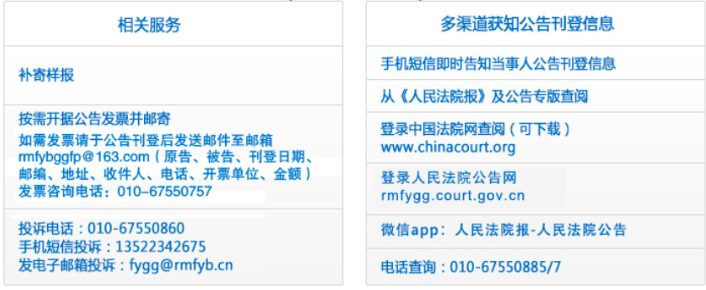 相关服务
补寄样报
按需开据公告发票并邮寄
如需发票请于公告刊登后发送邮件至邮箱
rmfybggfp@163.com（原告、被告、刊登日期、
邮编、地址、收件人、电话、开票单位、金额）
发票咨询电话：010-67550757
投诉电话：010-67550860
手机短信投诉：13522342675
发电子邮箱投诉：fygg@rmfyb.cn
多渠道获知公告刊登信息
手机短信即时告知当事人公告刊登信息
从《人民法院报》及公告专版查阅
登录中国法院网查阅（可下载）
www.chinacourt.org
登录人民法院公告网
rmfygg.court.gov.cn
微信app：人民法院报-人民法院公告
电话查询：010-67550885/7